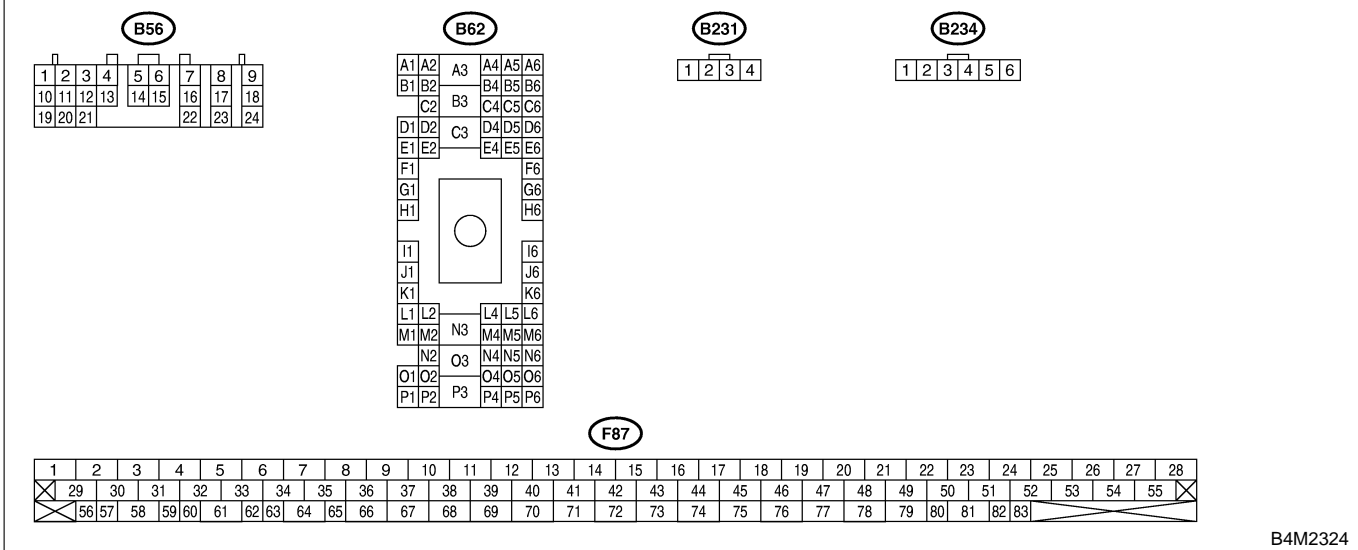 B56 B62 B231 B234
1 2 3 4 5 6 7 8 9
10 11 12 13 14 15 16 17 18
19 20 21 22 23 24
A1 A2 A3 A4 A5 A6
B1 B2 B3 B4 B5 B6
C2 C3 C4 C5 C6
D1 D2 D4 D5 D6
E1 E2 E4 E5 E6
F1 F6
G1 G6
H1 H6
I1 I6
J1 J6
K1 K6
L1 L2 L4 L5 L6
M1 M2 N3 M4 M5 M6
N2 O3 N4 N5 N6
O1 O2 O4 O5 O6
P1 P2 P3 P4 P5 P6
1 2 3 4
1 2 3 4 5 6
F87
1 2 3 4 5 6 7 8 9 10 11 12 13 14 15 16 17 18 19 20 21 22 23 24 25 26 27 28
29 30 31 32 33 34 35 36 37 38 39 40 41 42 43 44 45 46 47 48 49 50 51 52 53 54 55
56 57 58 59 60 61 62 63 64 65 66 67 68 69 70 71 72 73 74 75 76 77 78 79 80 81 82 83
B4M2324